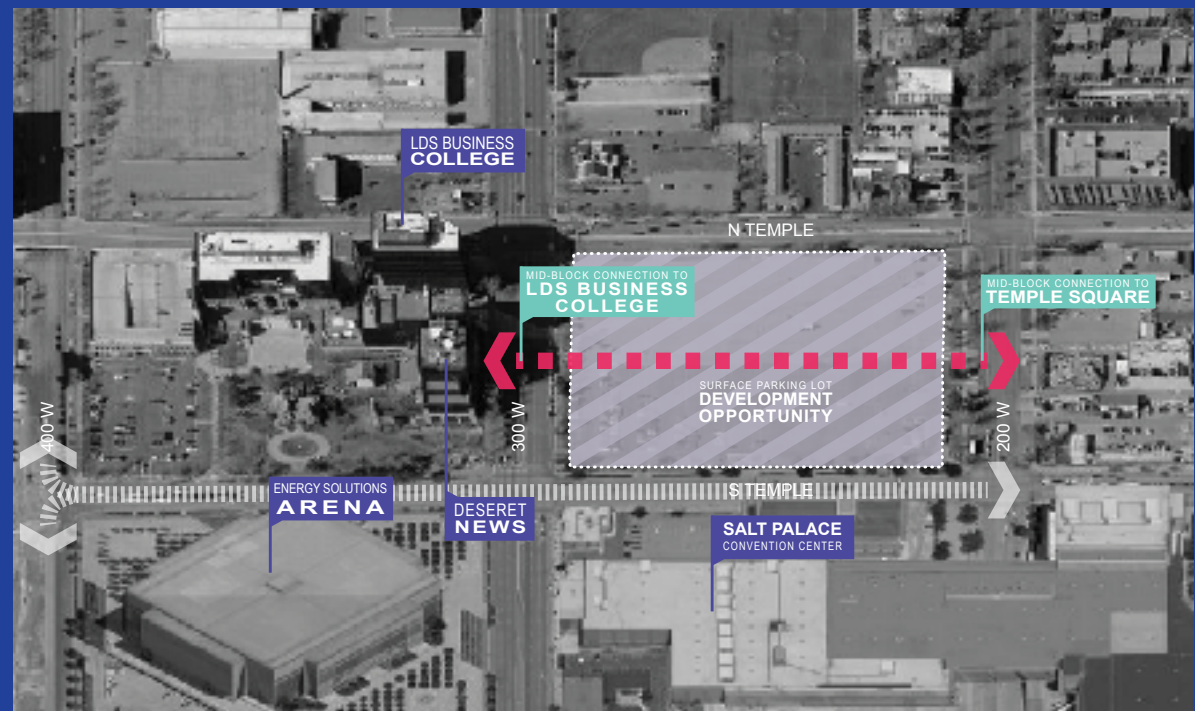 LDS BUSINESS
COLLEGE
N TEMPLE
MID-BLOCK CONNECTION TO
LDS BUSINESS
COLLEGE
MID-BLOCK CONNECTION TO
TEMPLE SQUARE
SURFACE PARKING LOT
DEVELOPMENT
OPPORTUNITY
400 W
300 W
200 W
ENERGY SOLUTIONS
ARENA
DESERET
NEWS
S TEMPLE
SALT PALACE
CONVENTION CENTER